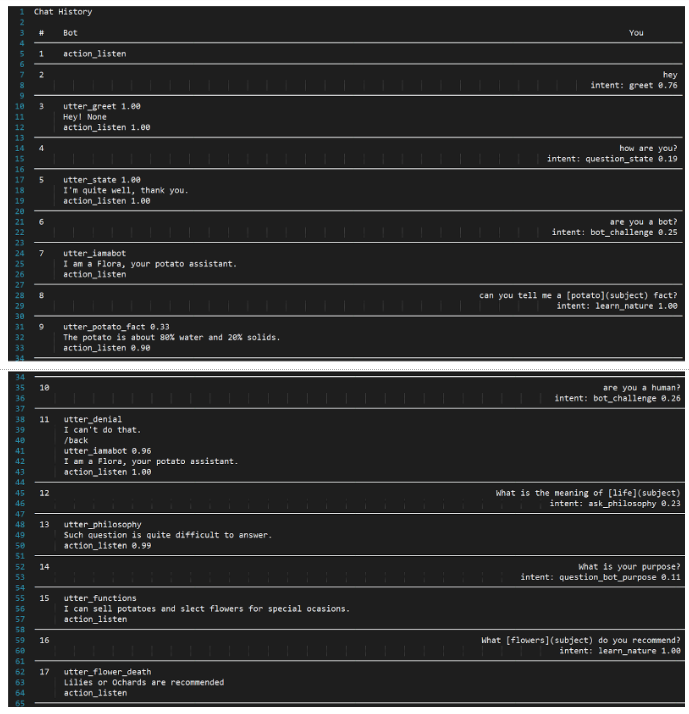 1 Chat History
2
3 # Bot You
4
5 1 action_listen
6
7 2 hey
8 intent: greet 0.76
9
10 3 utter_greet 1.00
11 Hey! None
12 action_listen 1.00
13
14 4 how are you?
15 intent: question_state 0.19
16
17 5 utter_state 1.00
18 I'm quite well, thank you.
19 action_listen 1.00
20
21 6 are you a bot?
22 intent: bot_challenge 0.25
23
24 7 utter_iamabot
25 I am a Flora, your potato assistant.
26 action_listen
27
28 8 can you tell me a [potato](subject) fact?
29 intent: learn_nature 1.00
30
31 9 utter_potato_fact 0.33
32 The potato is about 80% water and 20% solids.
33 action_listen 0.90
34
34
35 10 are you a human?
36 intent: bot_challenge 0.26
37
38 11 utter_denial
39 I can't do that.
40 /back
41 utter_iamabot 0.96
42 I am a Flora, your potato assistant.
43 action_listen 1.00
44
45 12 What is the meaning of [life](subject)
46 intent: ask_philosophy 0.23
47
48 13 utter_philosophy
49 Such question is quite difficult to answer.
50 action_listen 0.99
51
52 14 What is your purpose?
53 intent: question_bot_purpose 0.11
54
55 15 utter_functions
56 I can sell potatoes and slect flowers for special ocasions.
57 action_listen
58
59 16 What [flowers](subject) do you recommend?
60 intent: learn_nature 1.00
61
62 17 utter_flower_death
63 Lilies or Ochards are recommended
64 action_listen
65